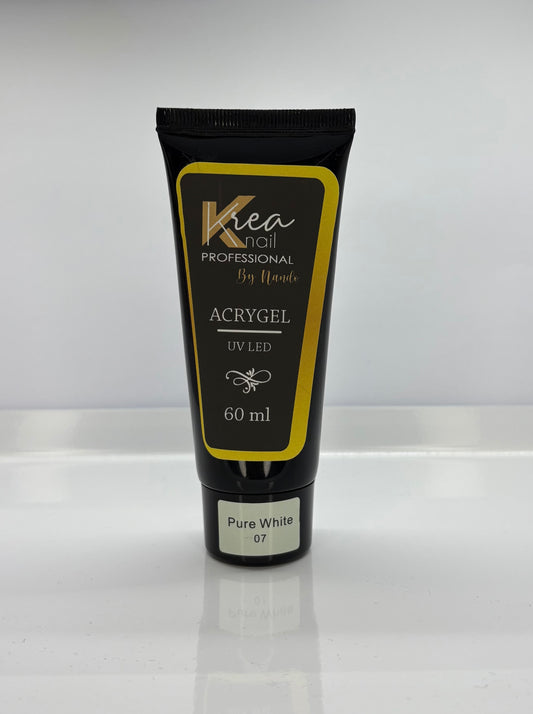 Krea
nail
PROFESSIONAL
By Nando
ACRYGEL
UV LED
60 ml
Pure White
07